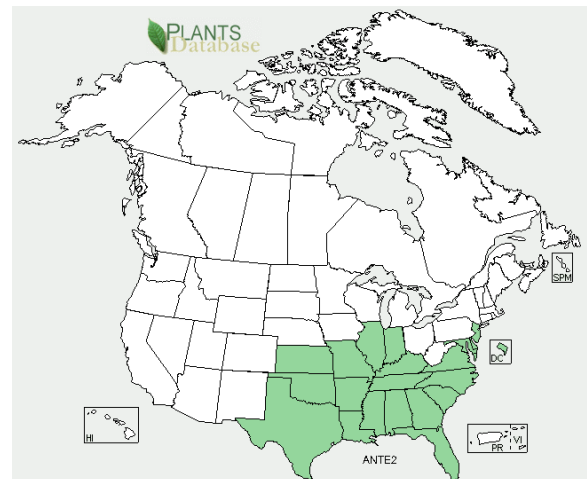 PLANTS
Database
SPM
DC
HI
PR
VI
ANTE2